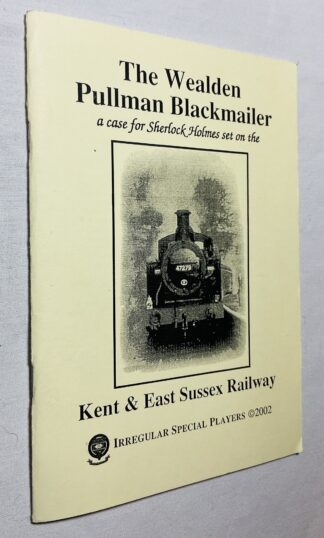 The Wealden
Pullman Blackmailer
a case for Sherlock Holmes set on the
47279
Kent & East Sussex Railway
IRREGULAR SPECIAL PLAYERS ©2002